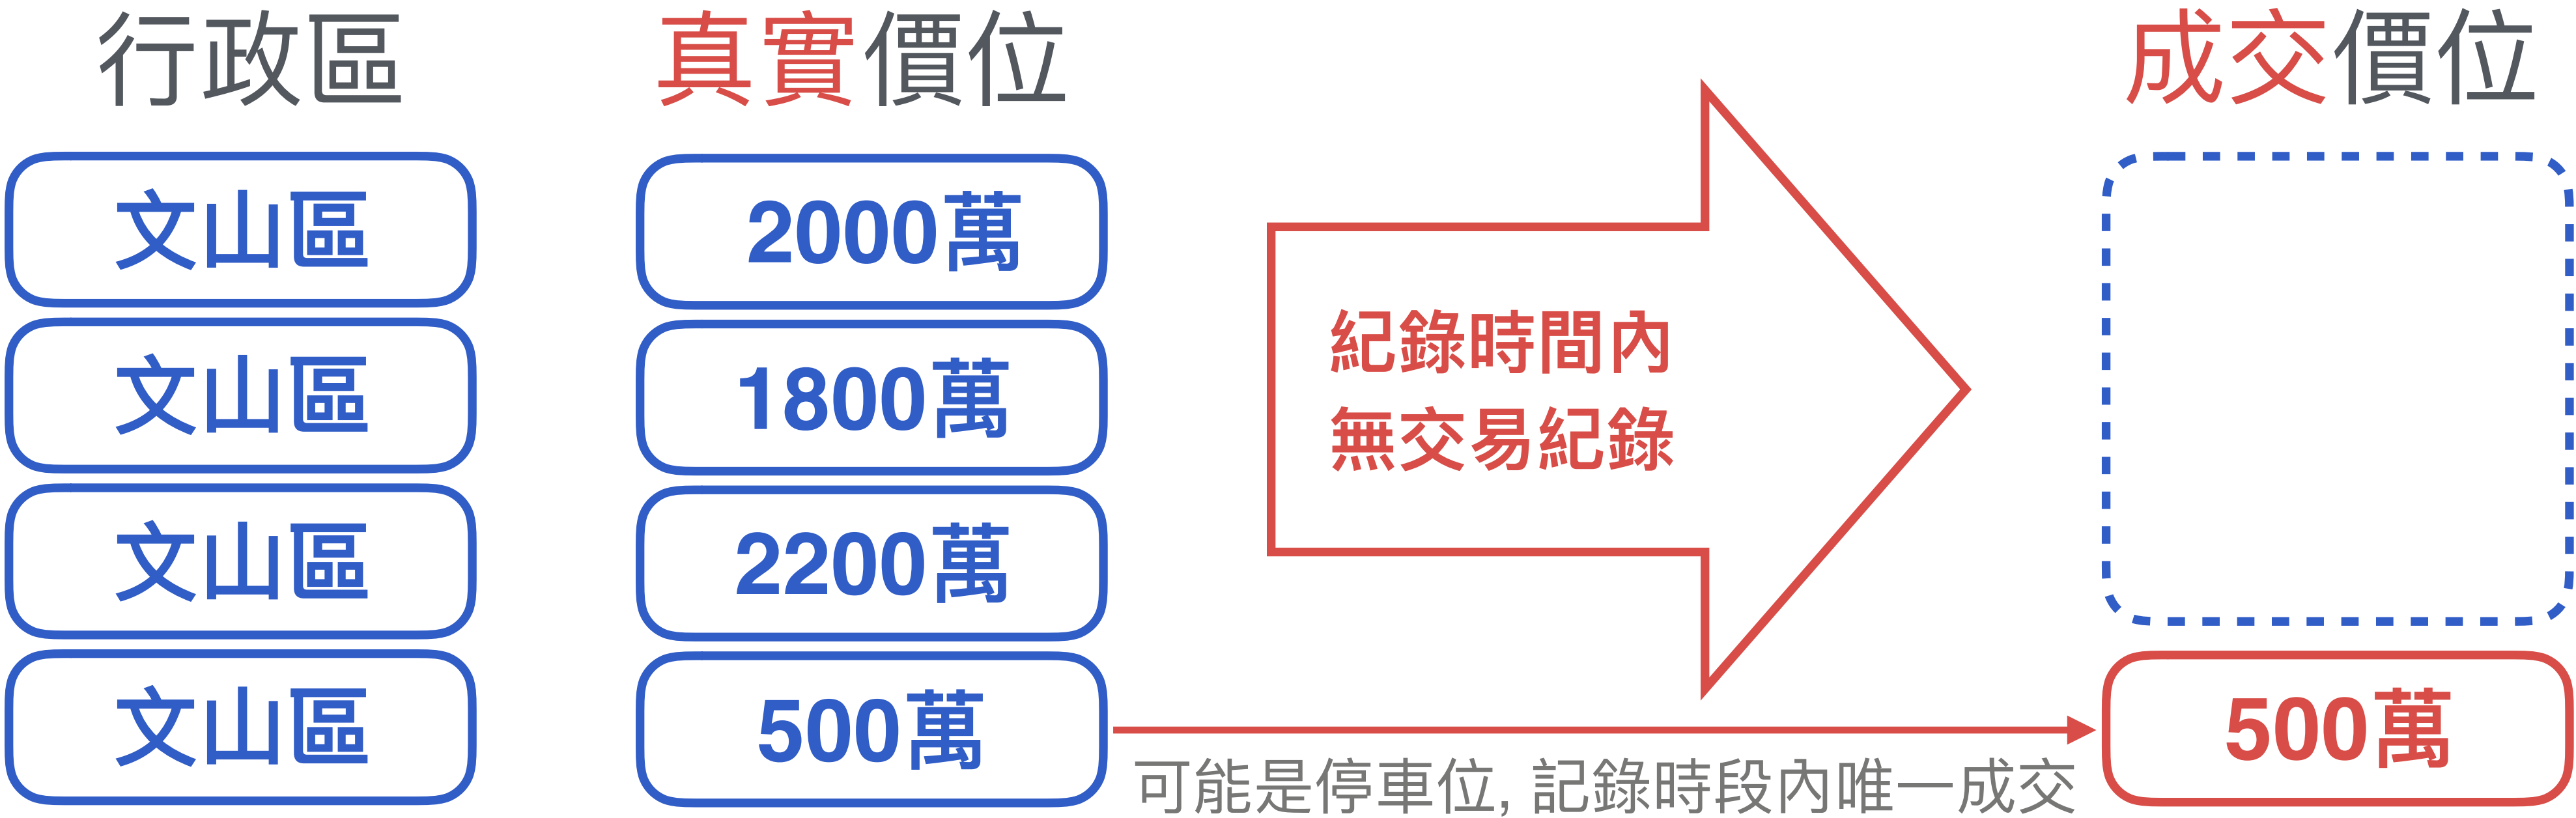 行政區
真實價位
成交價位
文山區
2000萬
文山區
1800萬
文山區
2200萬
文山區
500萬
紀錄時間內
無交易紀錄
500萬
可能是停車位, 記錄時段內唯一成交